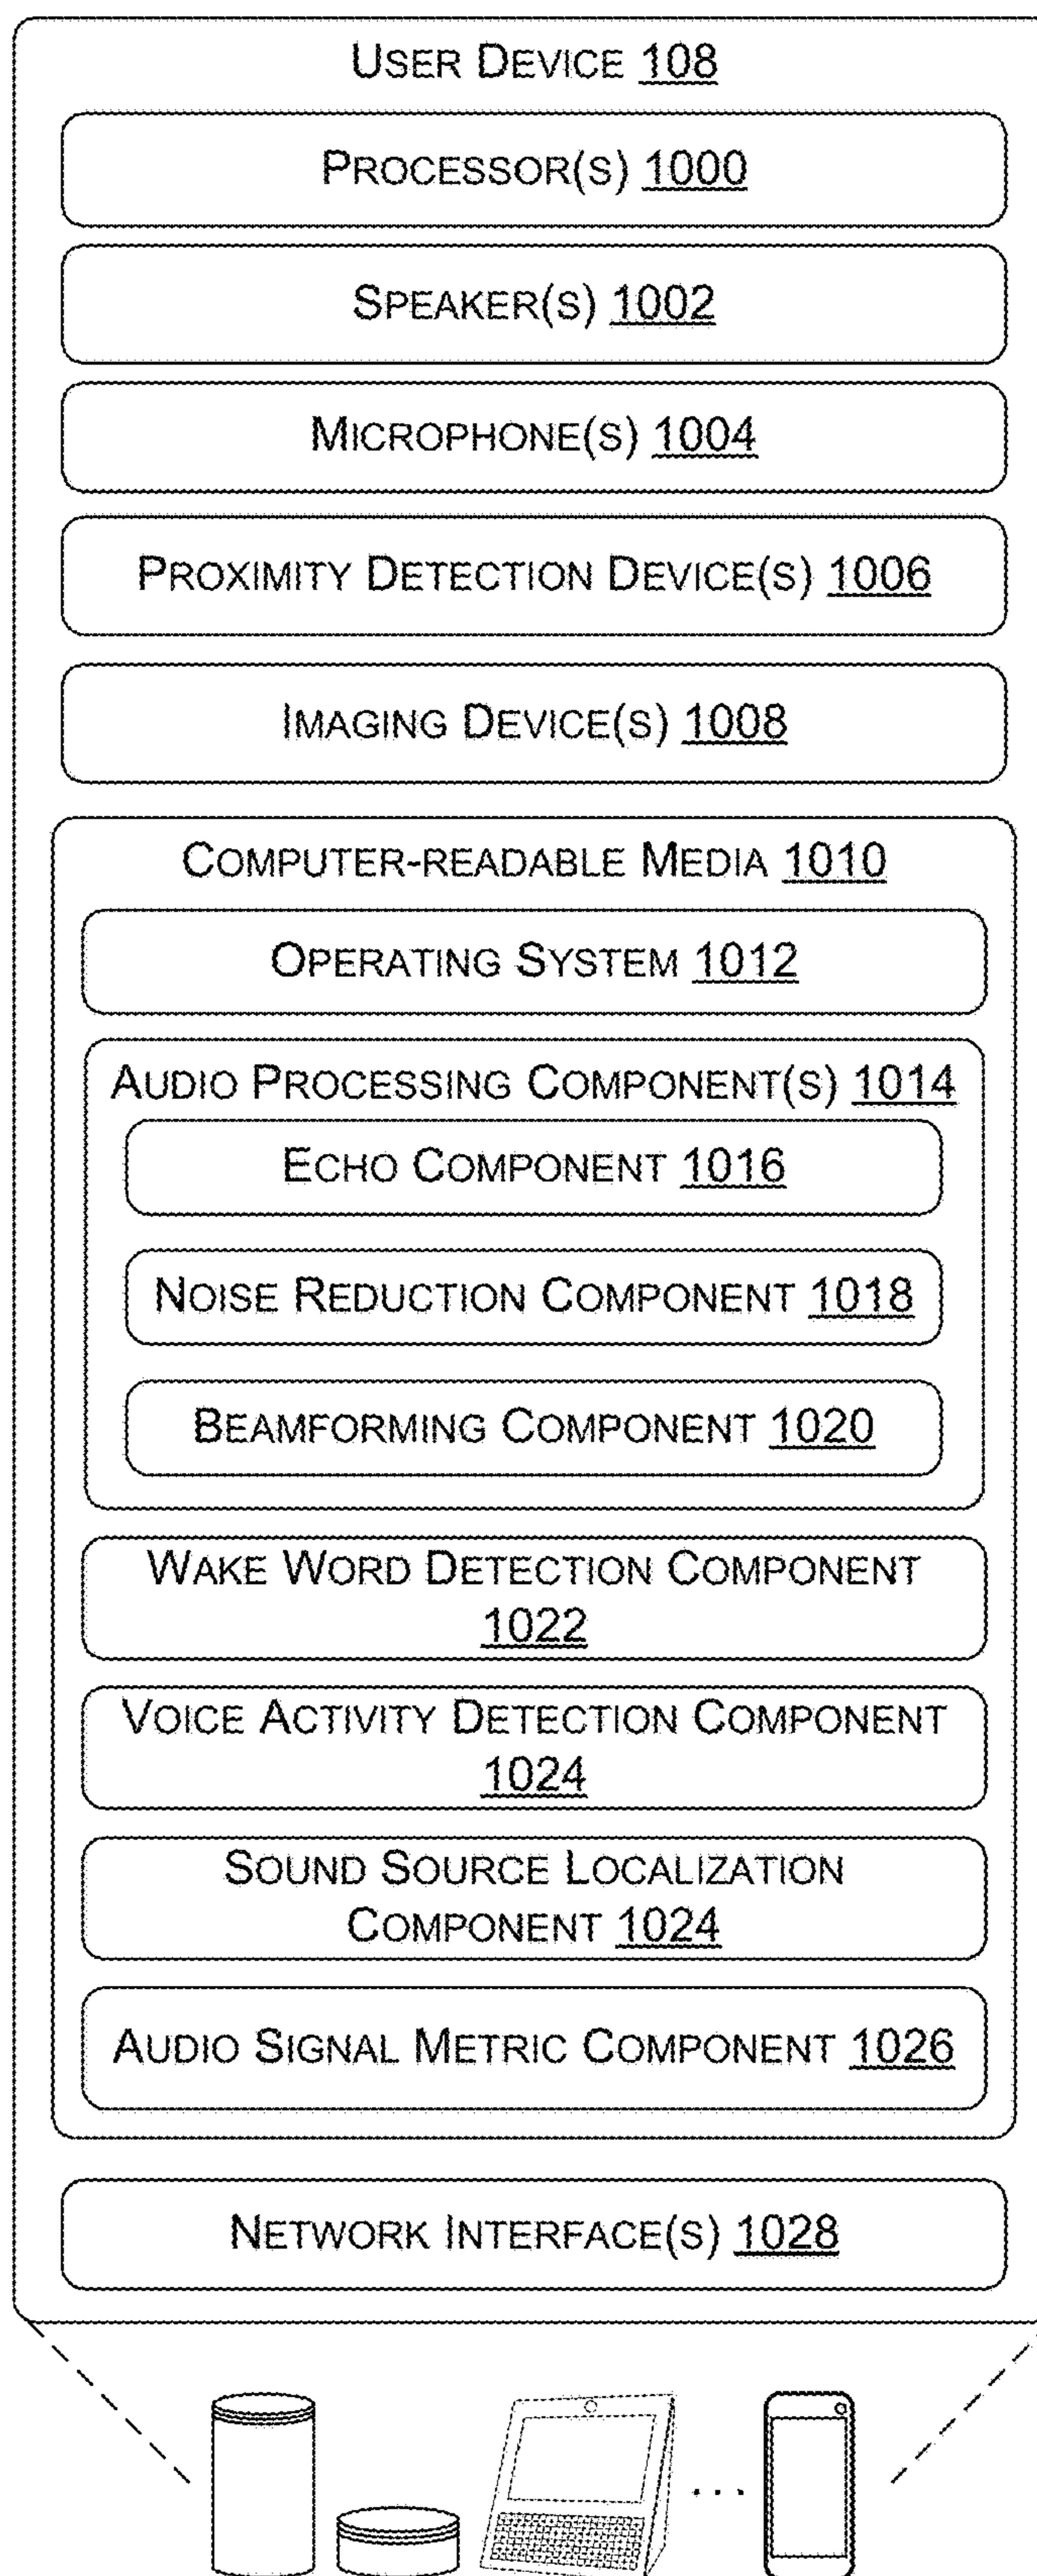 USER DEVICE 108
PROCESSOR(S) 1000
SPEAKER(S) 1002
MICROPHONE(S) 1004
PROXIMITY DETECTION DEVICE(S) 1006
IMAGING DEVICE(S) 1008
COMPUTER-READABLE MEDIA 1010
OPERATING SYSTEM 1012
AUDIO PROCESSING COMPONENT(S) 1014
ECHO COMPONENT 1016
NOISE REDUCTION COMPONENT 1018
BEAMFORMING COMPONENT 1020
WAKE WORD DETECTION COMPONENT
1022
VOICE ACTIVITY DETECTION COMPONENT
1024
SOUND SOURCE LOCALIZATION
COMPONENT 1024
AUDIO SIGNAL METRIC COMPONENT 1026
NETWORK INTERFACE(S) 1028